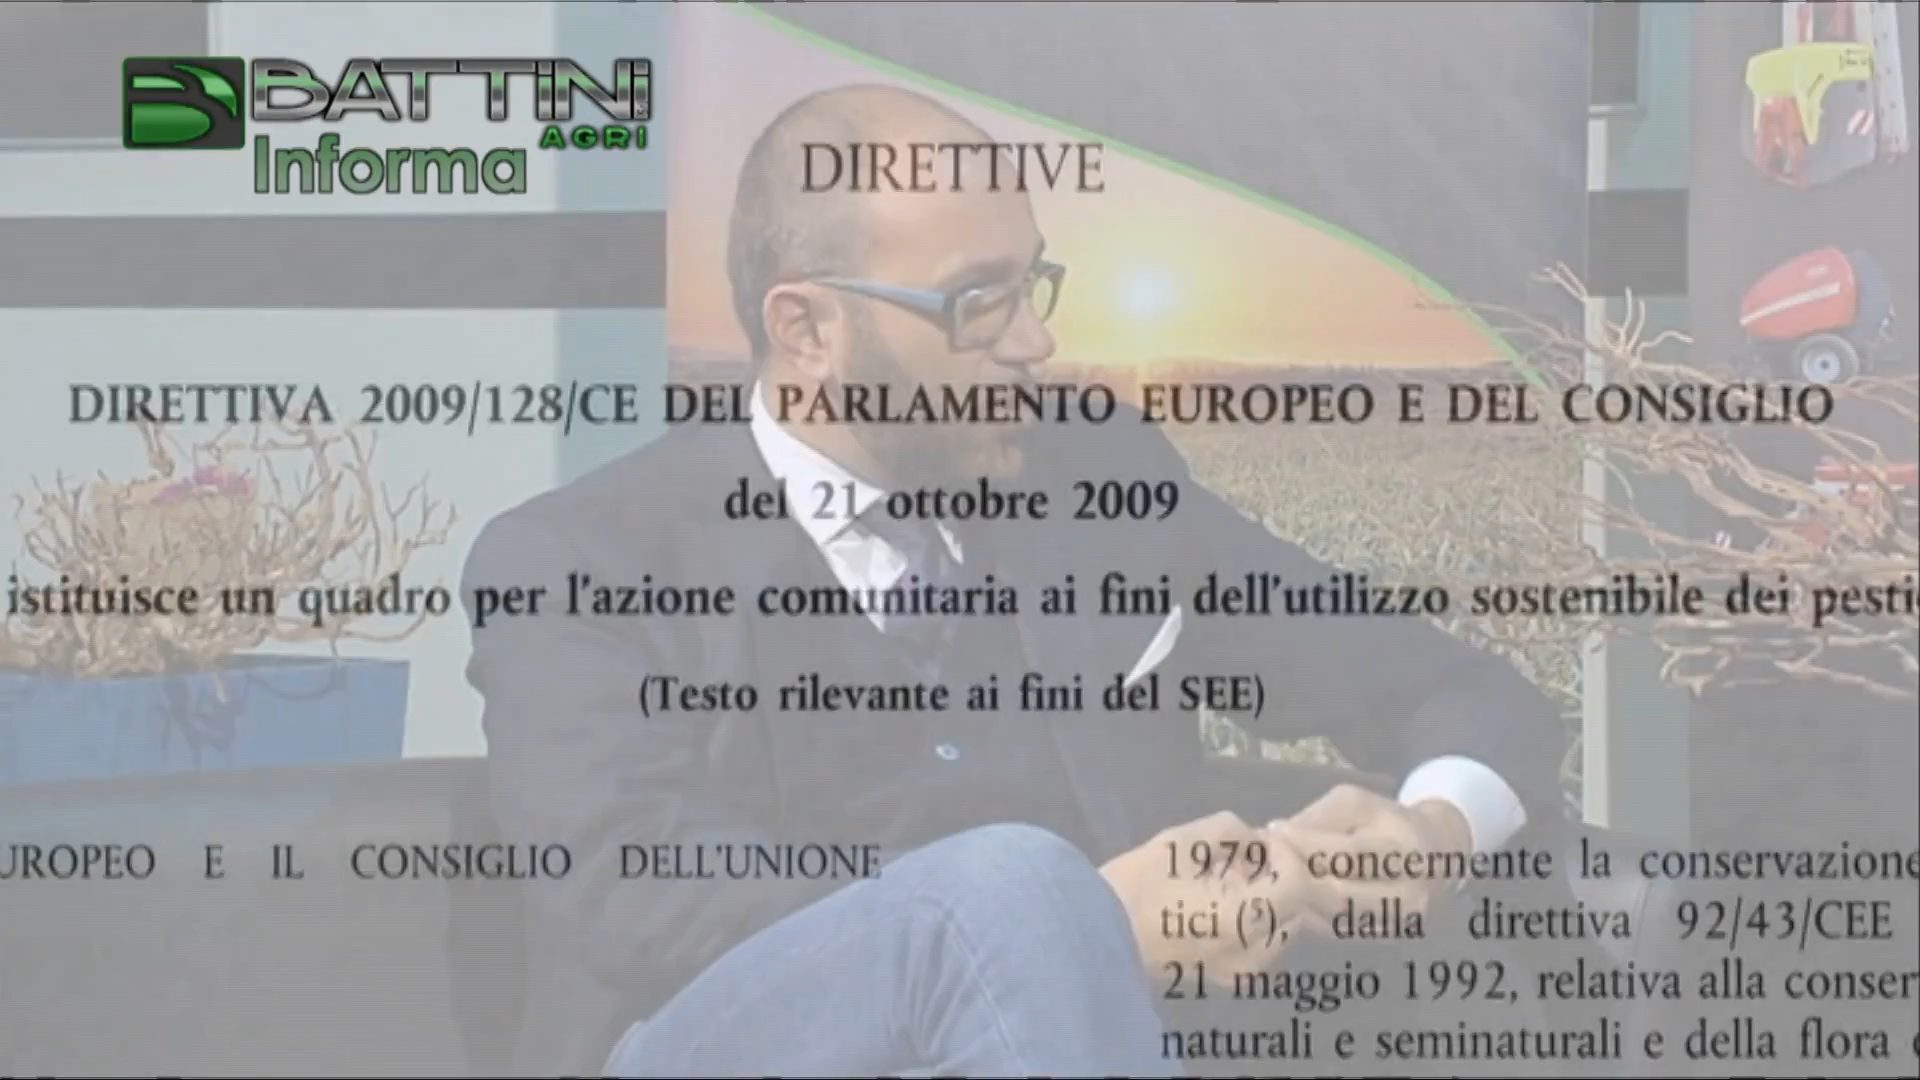 BATTiNi
AGRi
Informa
DIRETTIVE
DIRETTIVA 2009/128/CE DEL PARLAMENTO EUROPEO E DEL CONSIGLIO
del 21 ottobre 2009
istituisce un quadro per l'azione comunitaria ai fini dell'utilizzo sostenibile dei pesti
(Testo rilevante ai fini del SEE)
UROPEO E IL CONSIGLIO DELL'UNIONE
1979, concernente la conservazione
tici (⁵), dalla direttiva 92/43/CEE
21 maggio 1992, relativa alla conser
naturali e seminaturali e della flora